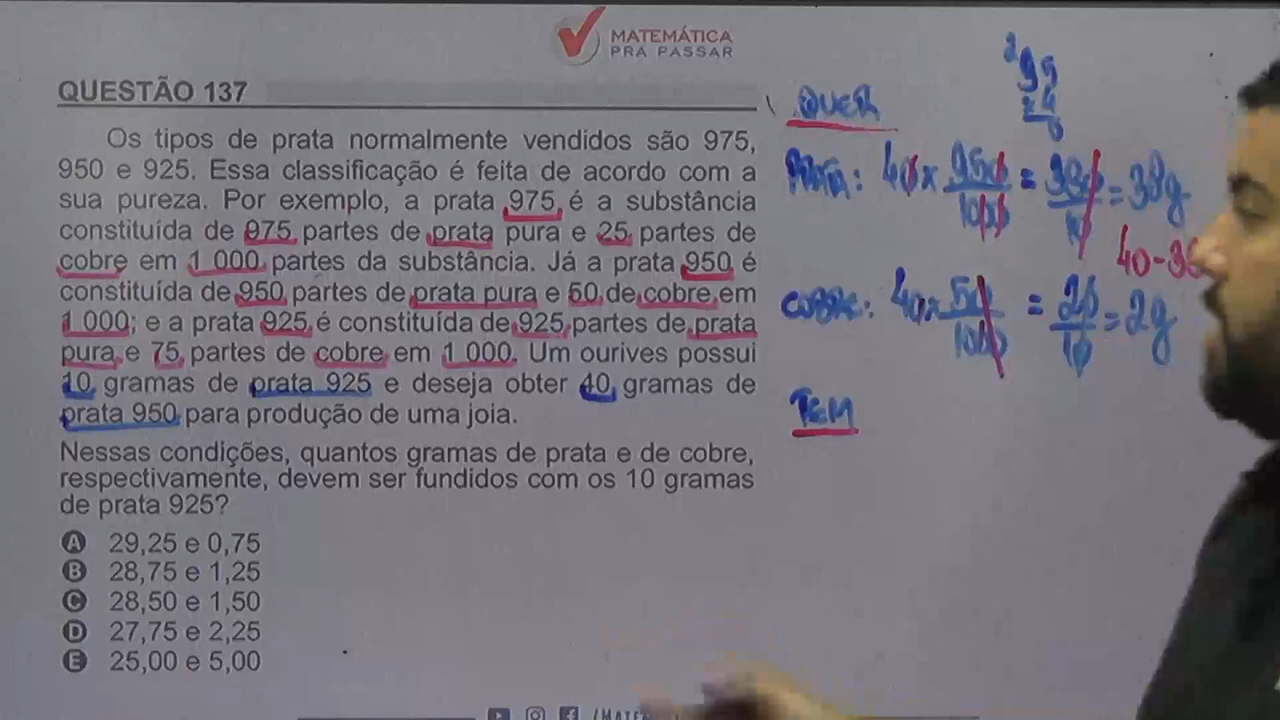 MATEMÁTICA
PRA PASSAR
QUESTÃO 137
Os tipos de prata normalmente vendidos são 975,
950 e 925. Essa classificação é feita de acordo com a
sua pureza. Por exemplo, a prata 975 é a substância
constituída de 975 partes de prata pura e 25 partes de
cobre em 1 000 partes da substância. Já a prata 950 é
constituída de 950 partes de prata pura e 50 de cobre em
1 000; e a prata 925 é constituída de 925 partes de prata
pura e 75 partes de cobre em 1 000. Um ourives possui
10 gramas de prata 925 e deseja obter 40 gramas de
prata 950 para produção de uma joia.
Nessas condições, quantos gramas de prata e de cobre,
respectivamente, devem ser fundidos com os 10 gramas
de prata 925?
A 29,25 e 0,75
B 28,75 e 1,25
C 28,50 e 1,50
D 27,75 e 2,25
E 25,00 e 5,00
QUER
2
95
x4
0
PRATA: 40 x 950/1000 = 380/10 = 38g
40-38
COBRE: 40 x 50/1000 = 20/10 = 2g
TEM